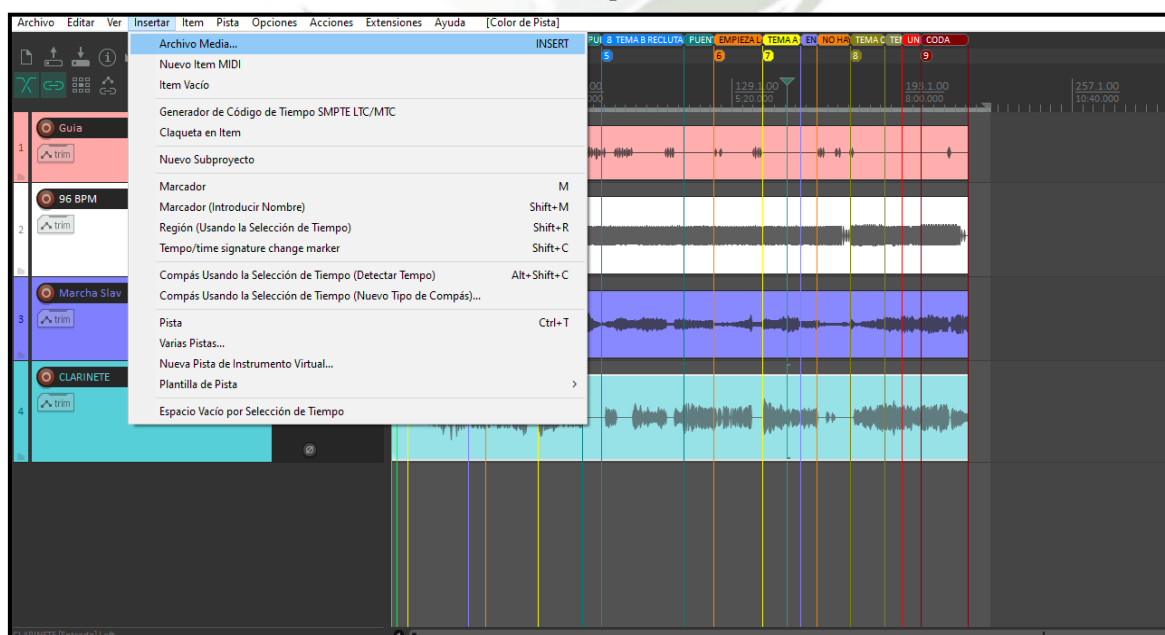 Archivo Editar Ver Insertar Item Pista Opciones Acciones Extensiones Ayuda [Color de Pista]
Archivo Media... INSERT
Nuevo Item MIDI
Item Vacío
Generador de Código de Tiempo SMPTE LTC/MTC
Claqueta en Item
Nuevo Subproyecto
Marcador M
Marcador (Introducir Nombre) Shift+M
Región (Usando la Selección de Tiempo) Shift+R
Tempo/time signature change marker Shift+C
Compás Usando la Selección de Tiempo (Detectar Tempo) Alt+Shift+C
Compás Usando la Selección de Tiempo (Nuevo Tipo de Compás)...
Pista Ctrl+T
Varias Pistas...
Nueva Pista de Instrumento Virtual...
Plantilla de Pista >
Espacio Vacío por Selección de Tiempo
PUI 8 TEMA B RECLUTA PUENT EMPIEZA L TEMA A EN NO HA TEMA C TEM UN CODA
5 6 7 8 9
129.1.00 193.1.00 257.1.00
5:20.000 8:00.000 10:40.000
1 Guia
trim
2 96 BPM
trim
3 Marcha Slav
trim
4 CLARINETE
trim